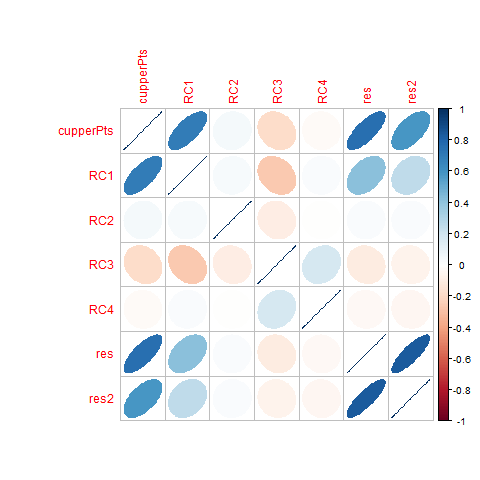 cupperPts
RC1
RC2
RC3
RC4
res
res2
cupperPts
RC1
RC2
RC3
RC4
res
res2
1
0.8
0.6
0.4
0.2
0
-0.2
-0.4
-0.6
-0.8
-1